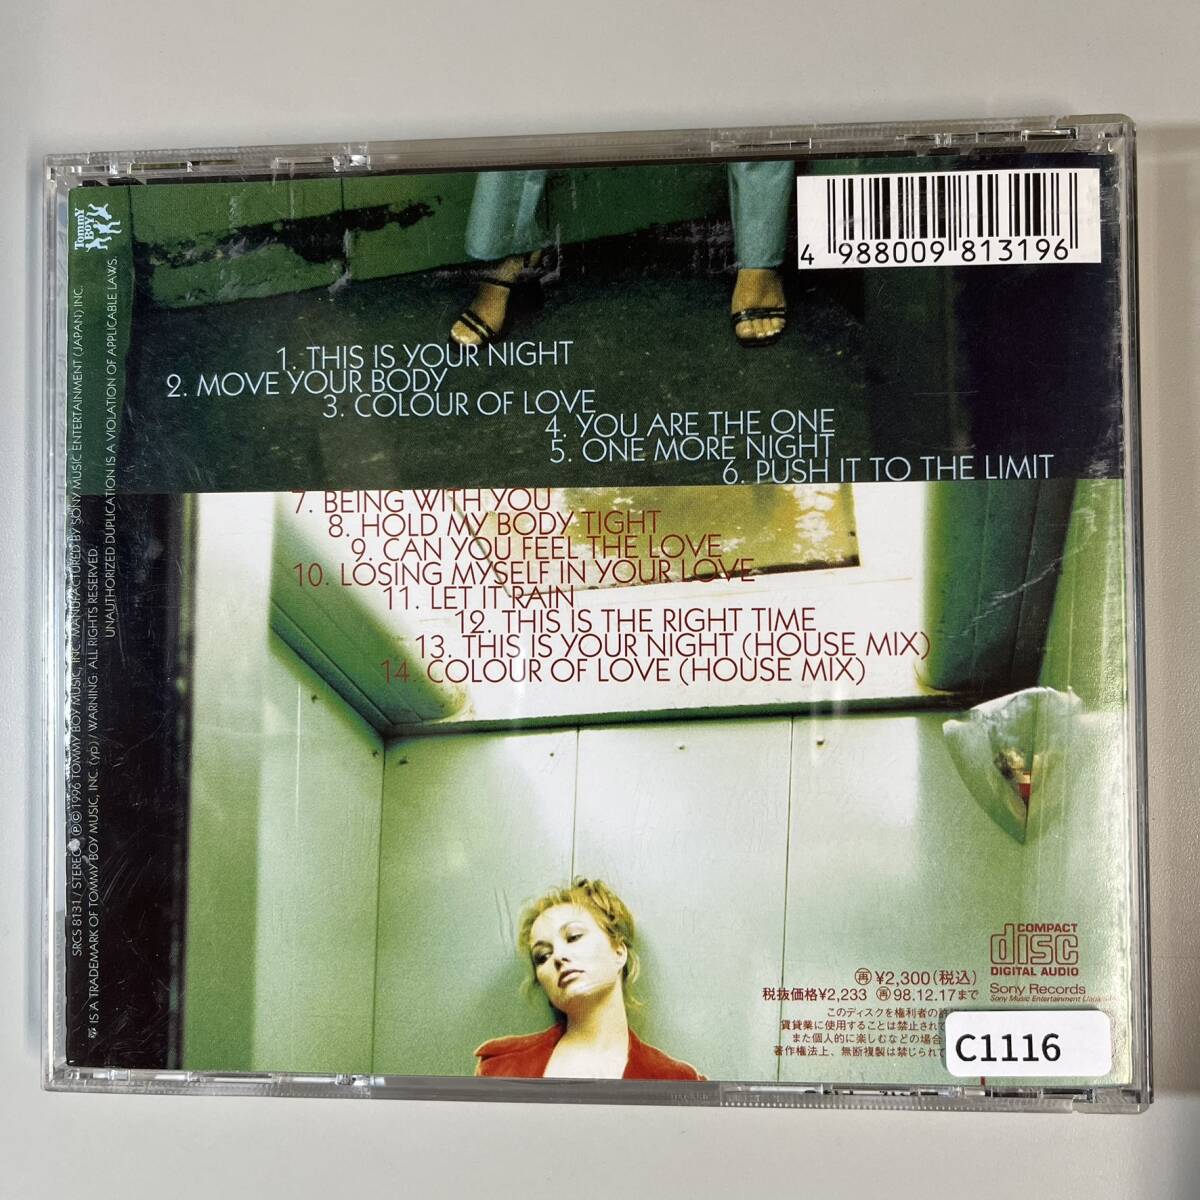 4 988009 813196
1. THIS IS YOUR NIGHT
2. MOVE YOUR BODY
3. COLOUR OF LOVE
4. YOU ARE THE ONE
5. ONE MORE NIGHT
6. PUSH IT TO THE LIMIT
7. BEING WITH YOU
8. HOLD MY BODY TIGHT
9. CAN YOU FEEL THE LOVE
10. LOSING MYSELF IN YOUR LOVE
11. LET IT RAIN
12. THIS IS THE RIGHT TIME
13. THIS IS YOUR NIGHT (HOUSE MIX)
14. COLOUR OF LOVE (HOUSE MIX)
Tommy
BOY
SRCS 8131 / STEREO ℗ © 1996 TOMMY BOY MUSIC, INC. MANUFACTURED BY SONY MUSIC ENTERTAINMENT (JAPAN) INC.
IS A TRADEMARK OF TOMMY BOY MUSIC, INC. (yp) / WARNING: ALL RIGHTS RESERVED.
UNAUTHORIZED DUPLICATION IS A VIOLATION OF APPLICABLE LAWS.
COMPACT
disc
DIGITAL AUDIO
Sony Records
Sony Music Entertainment
再 ¥2,300(税込)
税抜価格¥2,233 再98.12.17まで
このディスクを権利者の許
賃貸業に使用することは禁止されて
また個人的に楽しむなどの場合
著作権法上、無断複製は禁じられて
C1116